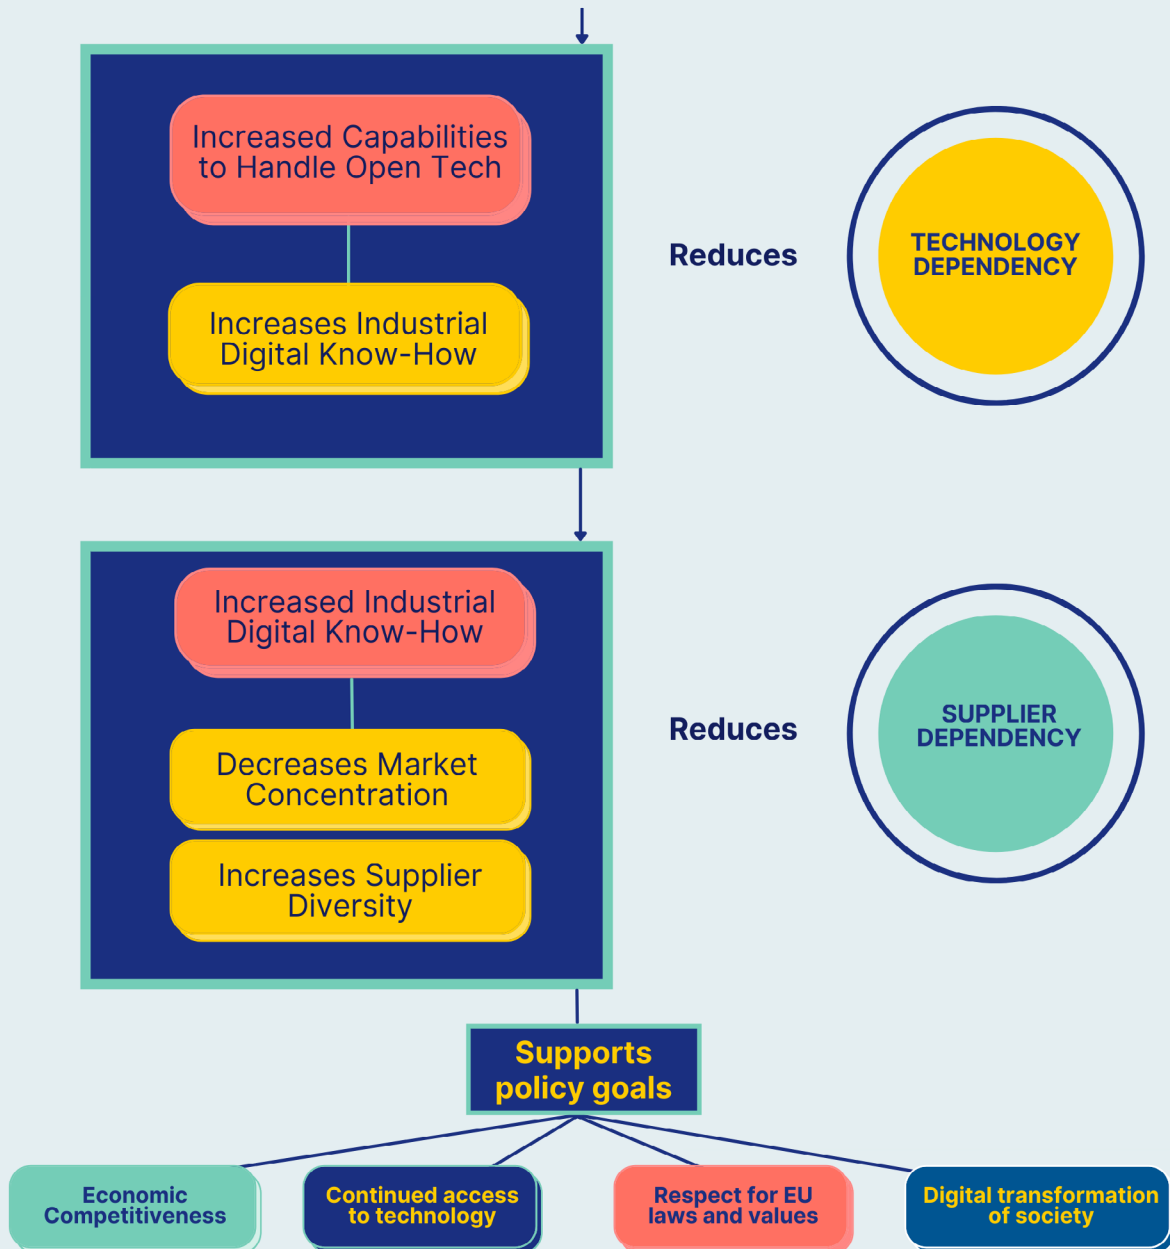 Increased Capabilities
to Handle Open Tech
Increases Industrial
Digital Know-How
Reduces
TECHNOLOGY
DEPENDENCY
Increased Industrial
Digital Know-How
Decreases Market
Concentration
Increases Supplier
Diversity
Reduces
SUPPLIER
DEPENDENCY
Supports
policy goals
Economic
Competitiveness
Continued access
to technology
Respect for EU
laws and values
Digital transformation
of society